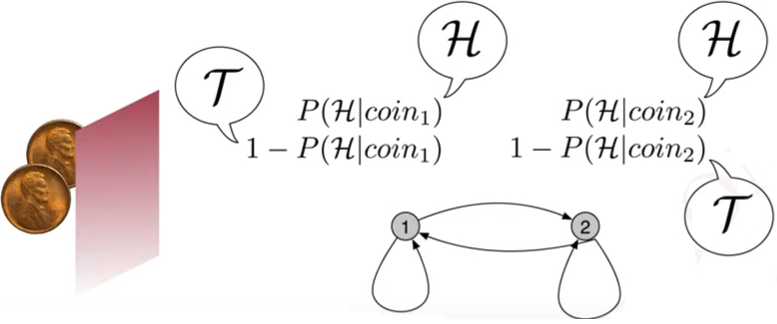 𝓗
𝓗
𝓣
P(𝓗|coin₁)
P(𝓗|coin₂)
1 − P(𝓗|coin₁)
1 − P(𝓗|coin₂)
𝓣
1
2